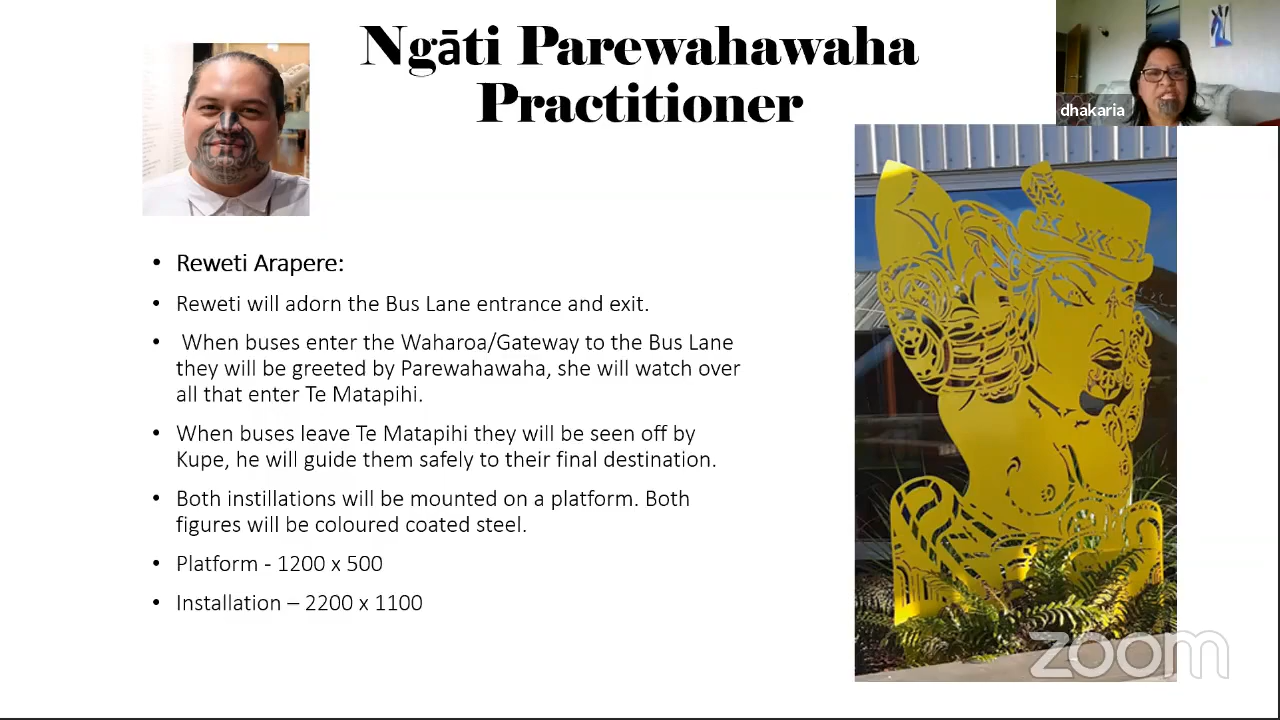 Ngāti Parewahawaha
Practitioner
dhakaria
• Reweti Arapere:
• Reweti will adorn the Bus Lane entrance and exit.
• When buses enter the Waharoa/Gateway to the Bus Lane
they will be greeted by Parewahawaha, she will watch over
all that enter Te Matapihi.
• When buses leave Te Matapihi they will be seen off by
Kupe, he will guide them safely to their final destination.
• Both instillations will be mounted on a platform. Both
figures will be coloured coated steel.
• Platform - 1200 x 500
• Installation – 2200 x 1100
zoom